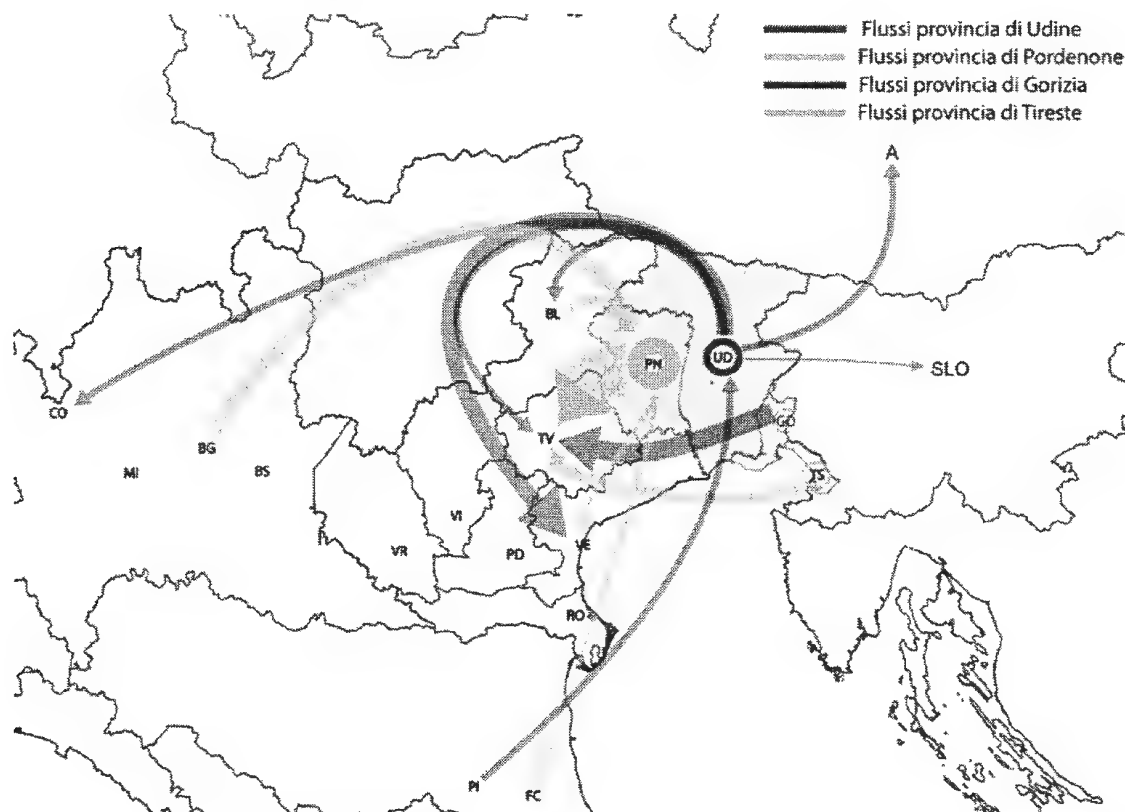 Flussi provincia di Udine
Flussi provincia di Pordenone
Flussi provincia di Gorizia
Flussi provincia di Tireste
A
BL
PN
UD
SLO
CO
TV
GO
BG
MI
BS
TS
VI
VR
PD
VE
RO
PI
FC